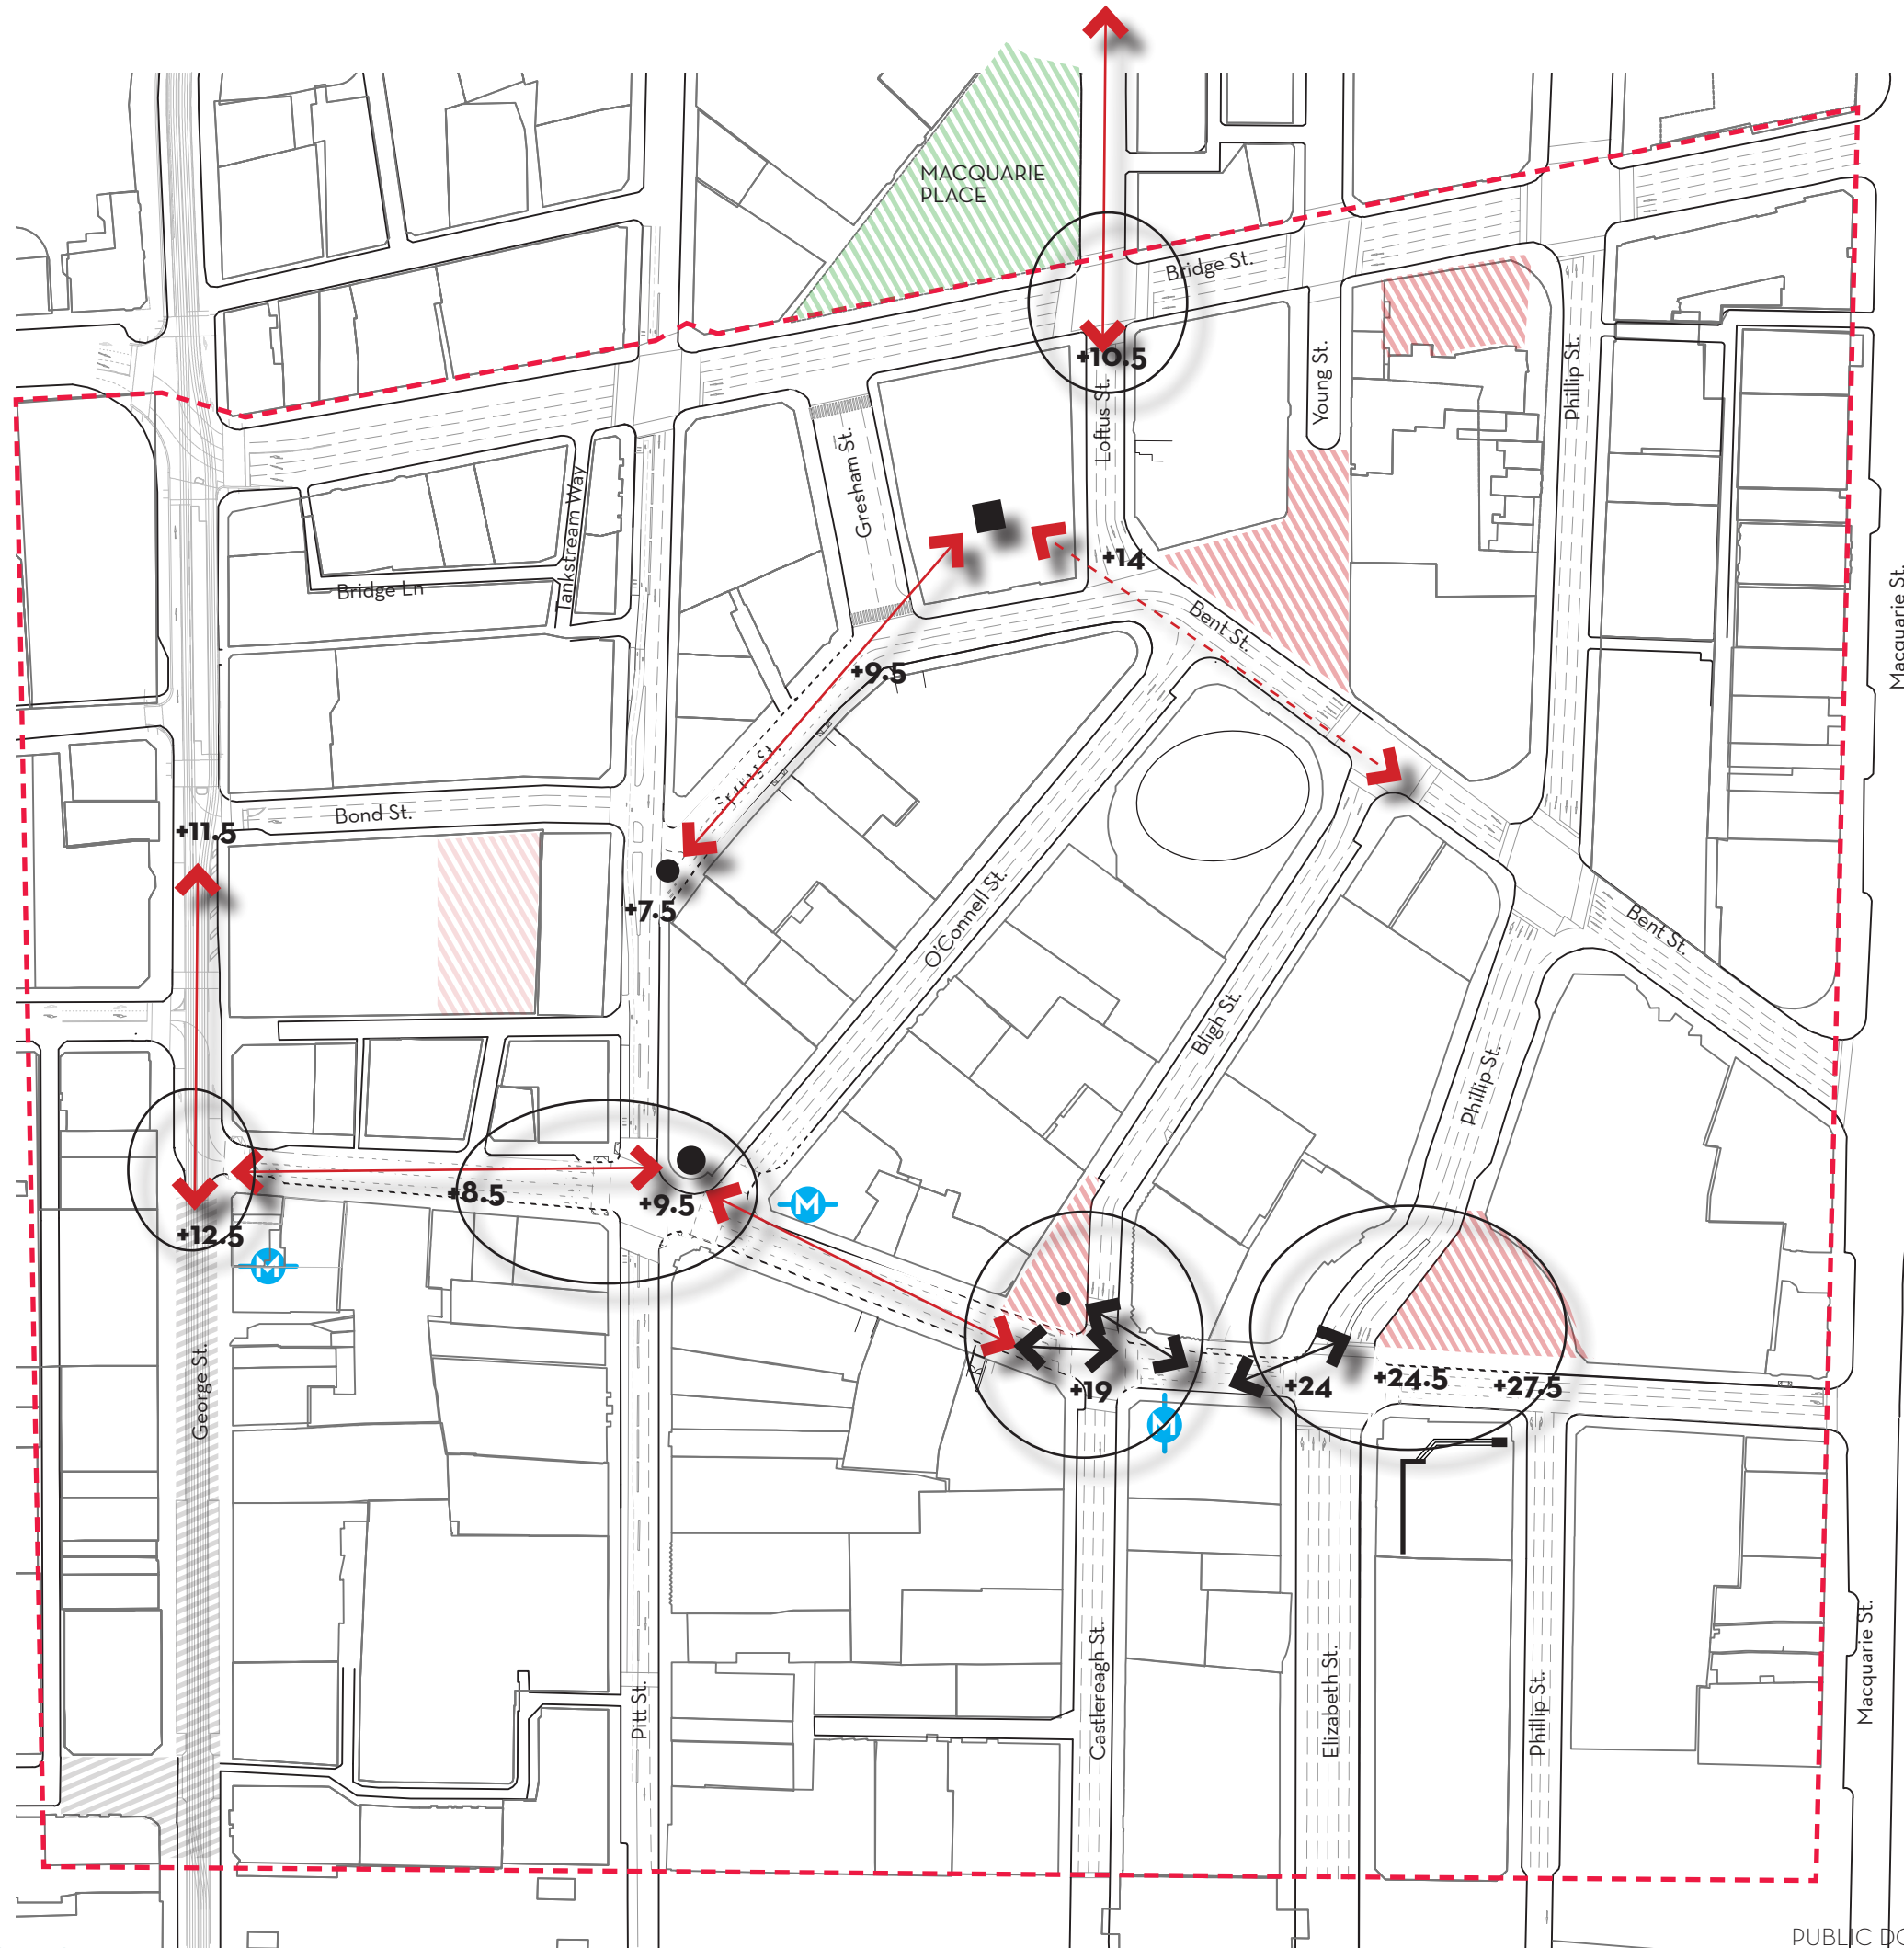 MACQUARIE
PLACE
Bridge St.
+10.5
Loftus St.
Young St.
Phillip St.
Gresham St.
Tankstream Way
Bridge Ln
+14
Bent St.
Macquarie St.
+9.5
Bond St.
+11.5
+7.5
O'Connell St.
Bent St.
Bligh St.
Phillip St.
+8.5
+9.5
M
+12.5
M
George St.
+19
+24
+24.5
+27.5
M
Pitt St.
Castlereagh St.
Elizabeth St.
Phillip St.
Macquarie St.
PUBLIC DO